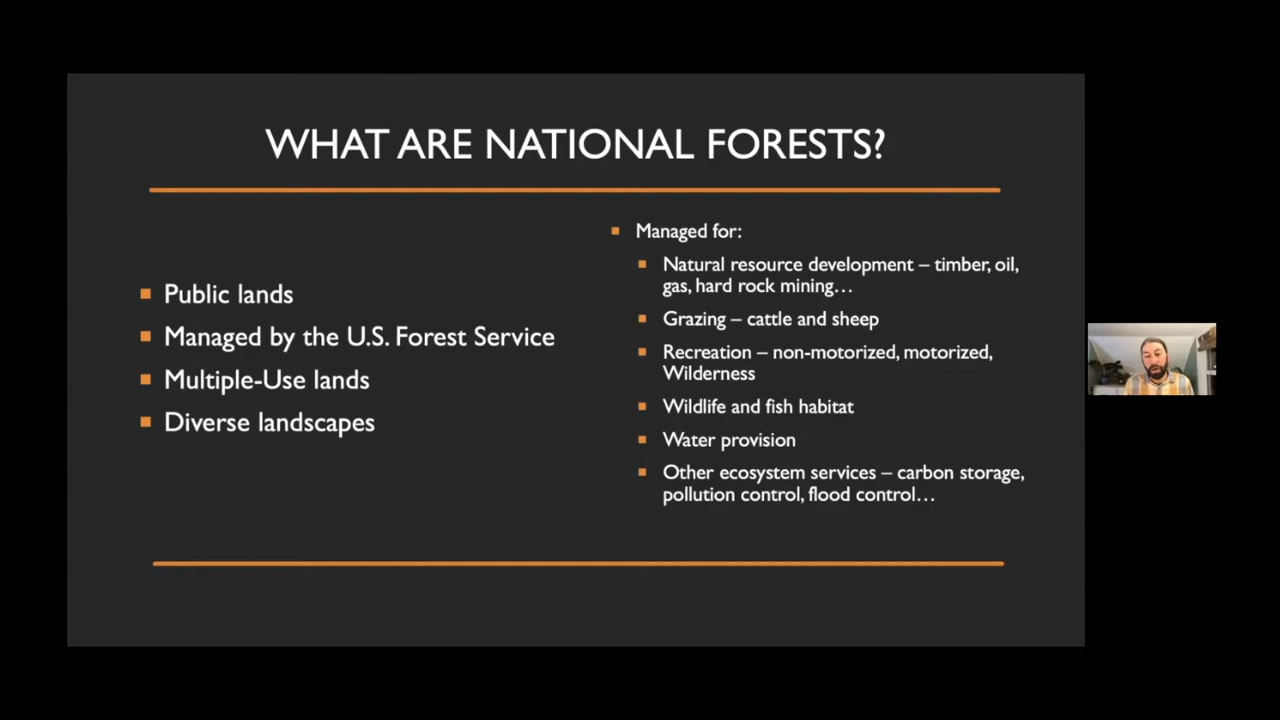 WHAT ARE NATIONAL FORESTS?
Public lands
Managed by the U.S. Forest Service
Multiple-Use lands
Diverse landscapes
Managed for:
Natural resource development – timber, oil,
gas, hard rock mining…
Grazing – cattle and sheep
Recreation – non-motorized, motorized,
Wilderness
Wildlife and fish habitat
Water provision
Other ecosystem services – carbon storage,
pollution control, flood control…